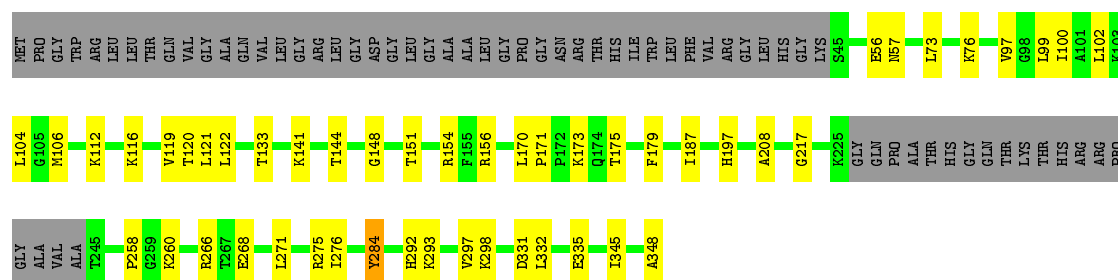 MET PRO GLY TRP ARG LEU LEU THR GLN VAL GLY ALA GLN VAL LEU GLY ARG LEU GLY ASP GLY LEU GLY ALA ALA LEU GLY PRO GLY ASN ARG THR HIS ILE TRP LEU PHE VAL ARG GLY LEU HIS GLY LYS S45 E56 N57 L73 K76 V97 G98 L99 I100 A101 L102 K103
L104 G105 M106 K112 K116 V119 T120 L121 L122 T133 K141 T144 G148 T151 R154 F155 R156 L170 P171 P172 K173 Q174 T175 F179 I187 H197 A208 G217 K225 GLY GLN PRO ALA THR HIS GLY GLN THR LYS THR HIS ARG ARG PRO
GLY ALA VAL ALA T245 P258 G259 K260 R266 T267 E268 L271 R275 I276 Y284 H292 K293 V297 K298 D331 L332 E335 I345 A348